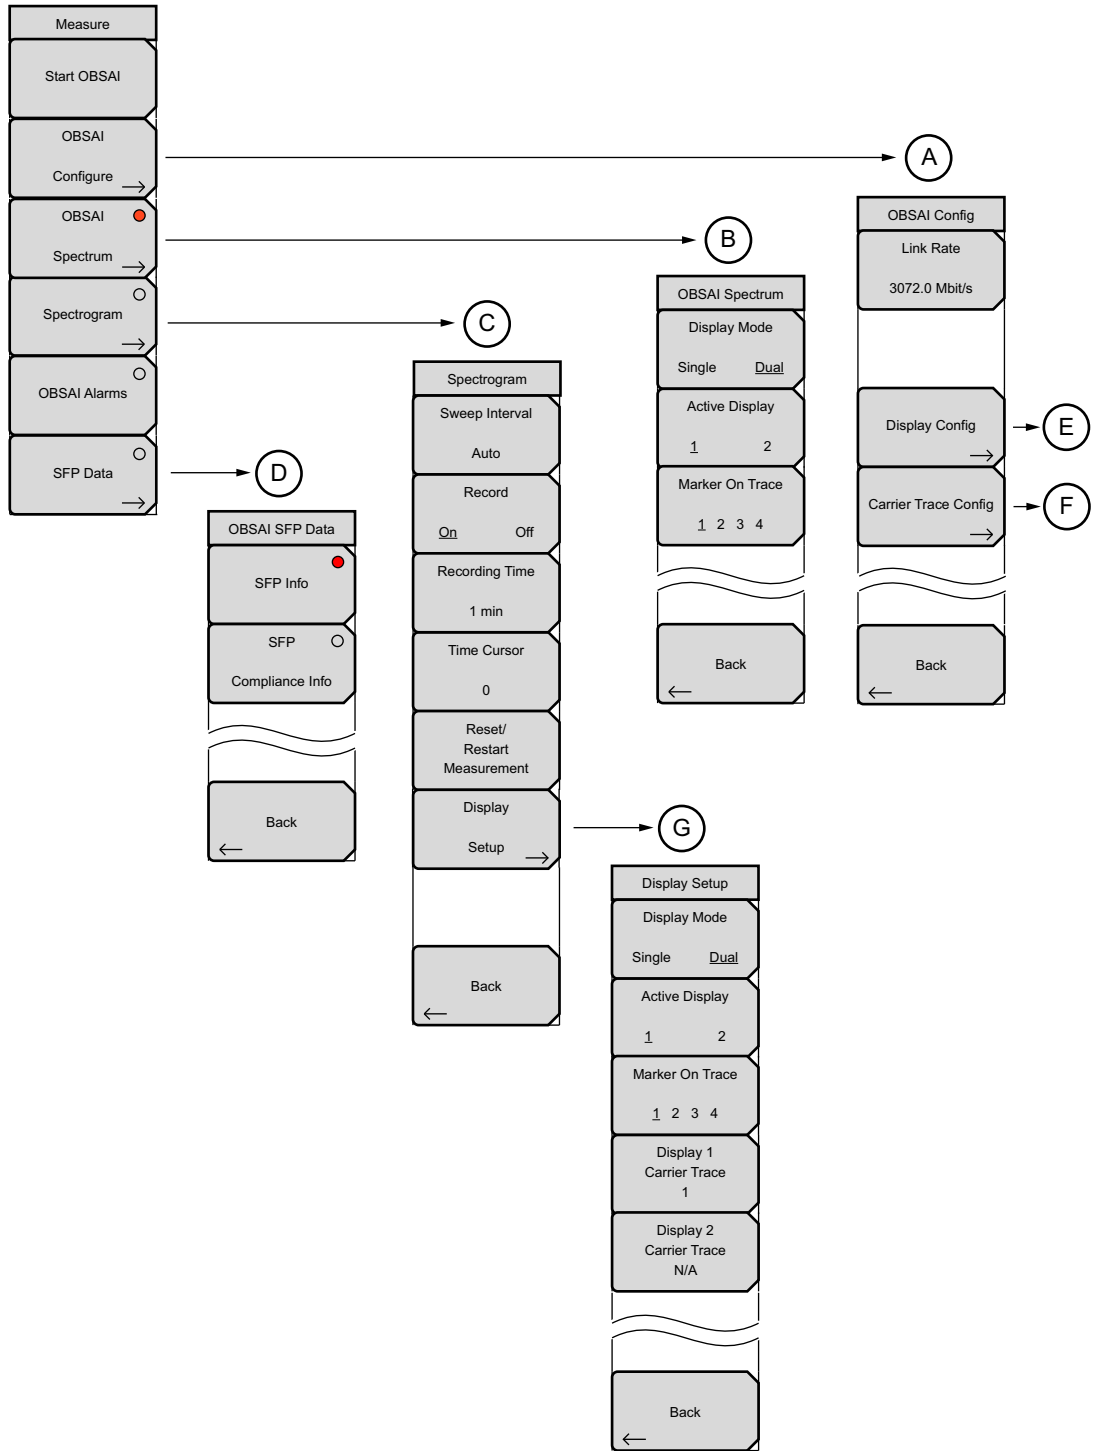 Measure
Start OBSAI
OBSAI
Configure
OBSAI
Spectrum
Spectrogram
OBSAI Alarms
SFP Data
A
OBSAI Config
Link Rate
3072.0 Mbit/s
Display Config
E
Carrier Trace Config
F
Back
B
OBSAI Spectrum
Display Mode
Single Dual
Active Display
1 2
Marker On Trace
1 2 3 4
Back
C
Spectrogram
Sweep Interval
Auto
Record
On Off
Recording Time
1 min
Time Cursor
0
Reset/
Restart
Measurement
Display
Setup
Back
D
OBSAI SFP Data
SFP Info
SFP
Compliance Info
Back
G
Display Setup
Display Mode
Single Dual
Active Display
1 2
Marker On Trace
1 2 3 4
Display 1
Carrier Trace
1
Display 2
Carrier Trace
N/A
Back